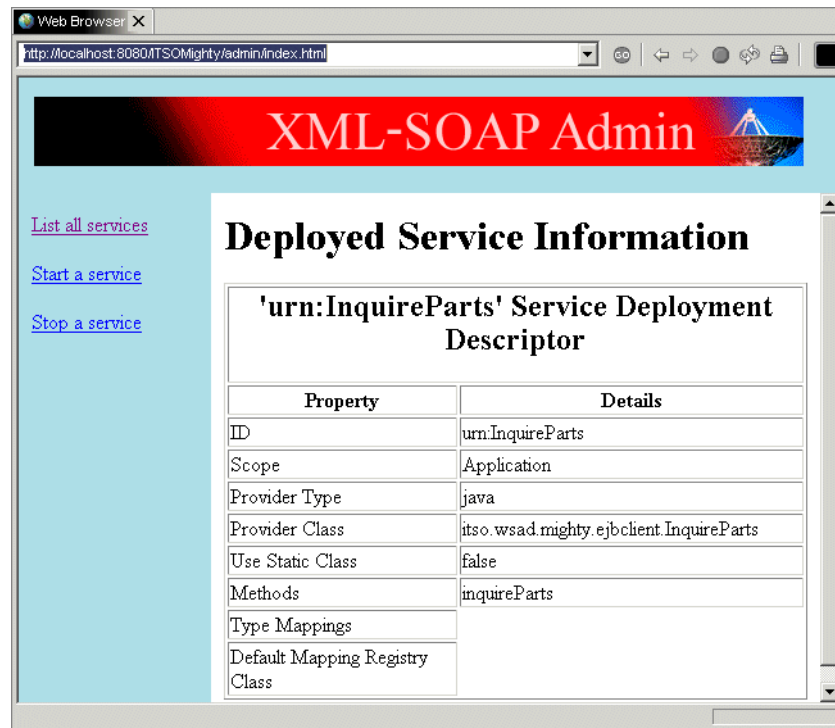 Web Browser X
http://localhost:8080/ITSOMighty/admin/index.html
GO
XML-SOAP Admin
List all services
Start a service
Stop a service
Deployed Service Information
'urn:InquireParts' Service Deployment
Descriptor
Property Details
ID urn:InquireParts
Scope Application
Provider Type java
Provider Class itso.wsad.mighty.ejbclient.InquireParts
Use Static Class false
Methods inquireParts
Type Mappings
Default Mapping Registry
Class